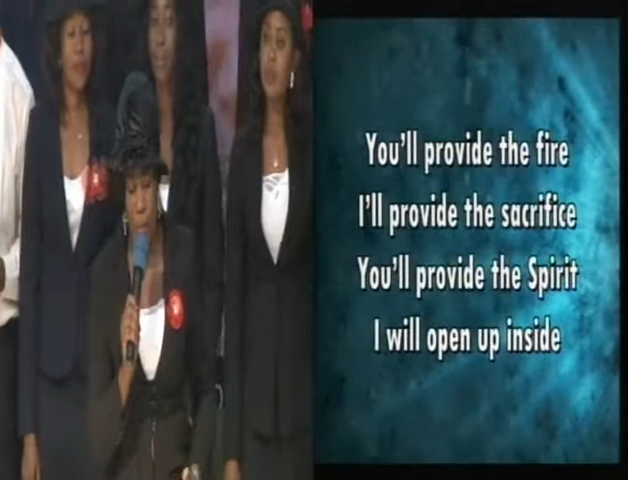 You'll provide the fire
I'll provide the sacrifice
You'll provide the Spirit
I will open up inside